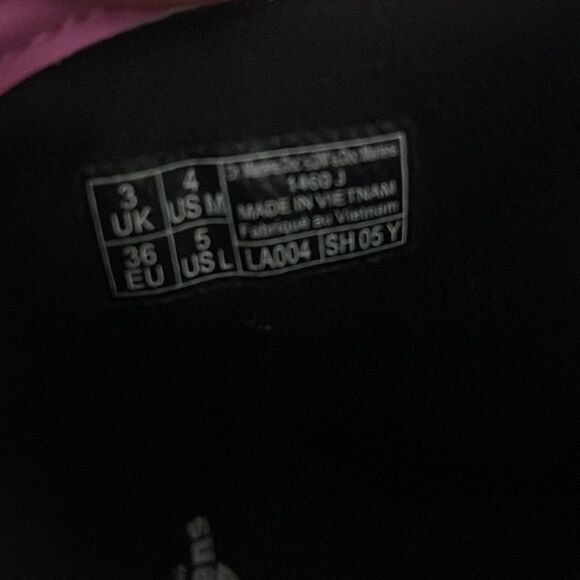 3 UK
4 US M
36 EU
5 US L
1460 J
MADE IN VIETNAM
Fabriqué au Vietnam
LA004
SH 05 Y